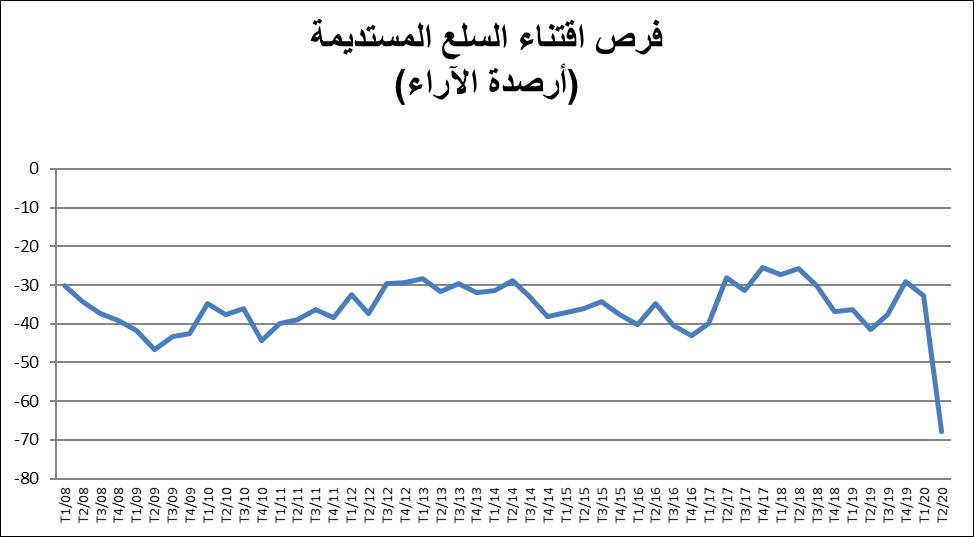 فرص اقتناء السلع المستديمة
(أرصدة الآراء)
0
-10
-20
-30
-40
-50
-60
-70
-80
T1/08
T2/08
T3/08
T4/08
T1/09
T2/09
T3/09
T4/09
T1/10
T2/10
T3/10
T4/10
T1/11
T2/11
T3/11
T4/11
T1/12
T2/12
T3/12
T4/12
T1/13
T2/13
T3/13
T4/13
T1/14
T2/14
T3/14
T4/14
T1/15
T2/15
T3/15
T4/15
T1/16
T2/16
T3/16
T4/16
T1/17
T2/17
T3/17
T4/17
T1/18
T2/18
T3/18
T4/18
T1/19
T2/19
T3/19
T4/19
T1/20
T2/20